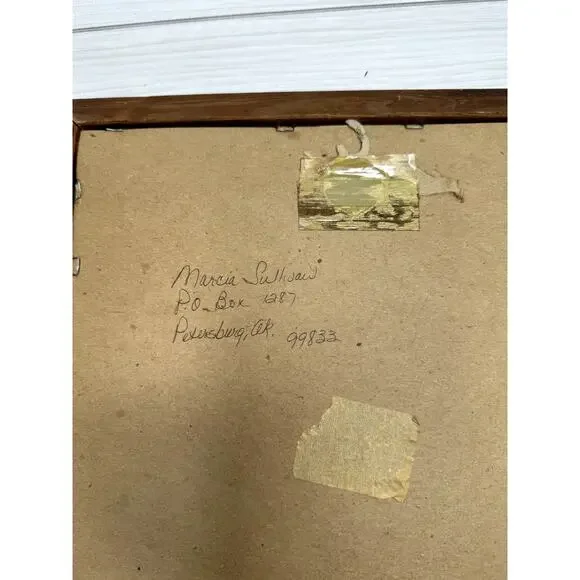 Marcia Sullivan
P.O. Box 1287
Petersburg, Ak. 99833